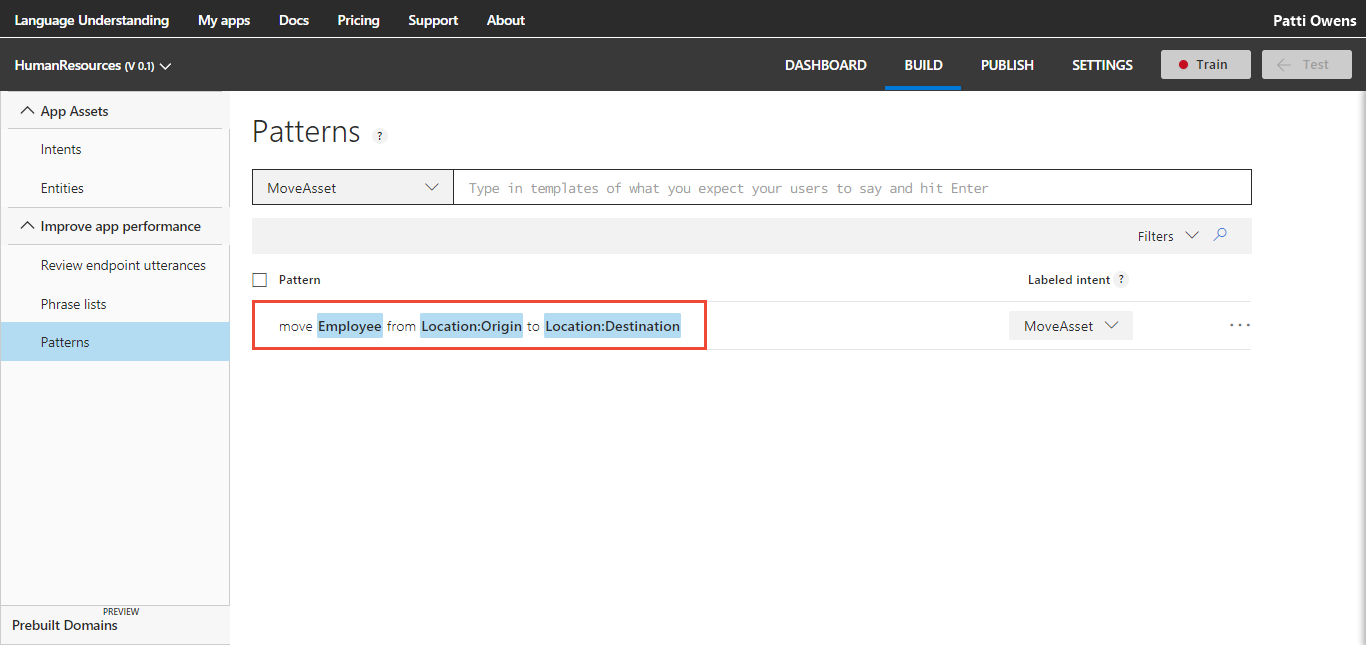 Language Understanding My apps Docs Pricing Support About Patti Owens
HumanResources (V 0.1) DASHBOARD BUILD PUBLISH SETTINGS Train Test
App Assets
Intents
Entities
Improve app performance
Review endpoint utterances
Phrase lists
Patterns
PREVIEW
Prebuilt Domains
Patterns ?
MoveAsset Type in templates of what you expect your users to say and hit Enter
Filters
Pattern Labeled intent ?
move Employee from Location:Origin to Location:Destination MoveAsset ...